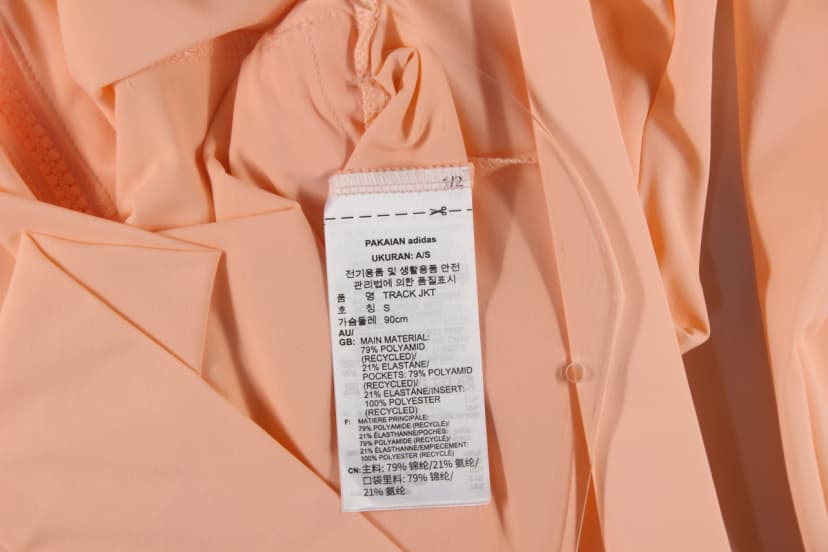 1/2
PAKAIAN adidas
UKURAN: A/S
전기용품 및 생활용품 안전
관리법에 의한 품질표시
품 명 TRACK JKT
호 칭 S
가슴둘레 90cm
AU/
GB: MAIN MATERIAL:
79% POLYAMID
(RECYCLED)/
21% ELASTANE/
POCKETS: 79% POLYAMID
(RECYCLED)/
21% ELASTANE/INSERT:
100% POLYESTER
(RECYCLED)
F: MATIERE PRINCIPALE:
79% POLYAMIDE (RECYCLÉ)/
21% ÉLASTHANNE/POCHES:
79% POLYAMIDE (RECYCLÉ)/
21% ÉLASTHANNE/EMPIECEMENT:
100% POLYESTER (RECYCLÉ)
CN: 主料: 79% 锦纶/21% 氨纶/
口袋里料: 79% 锦纶/
21% 氨纶